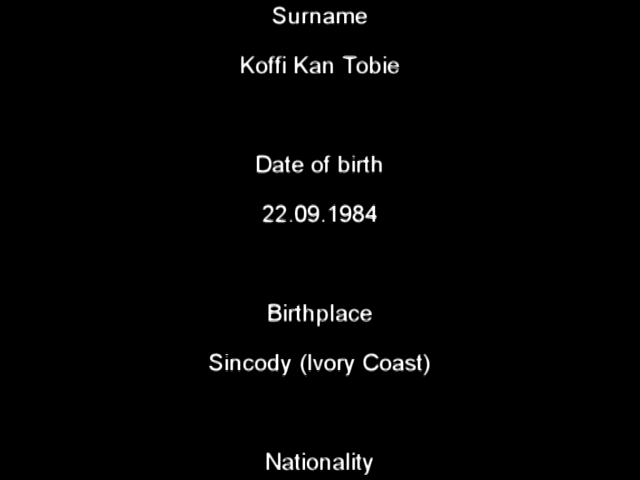 Surname
Koffi Kan Tobie
Date of birth
22.09.1984
Birthplace
Sincody (Ivory Coast)
Nationality